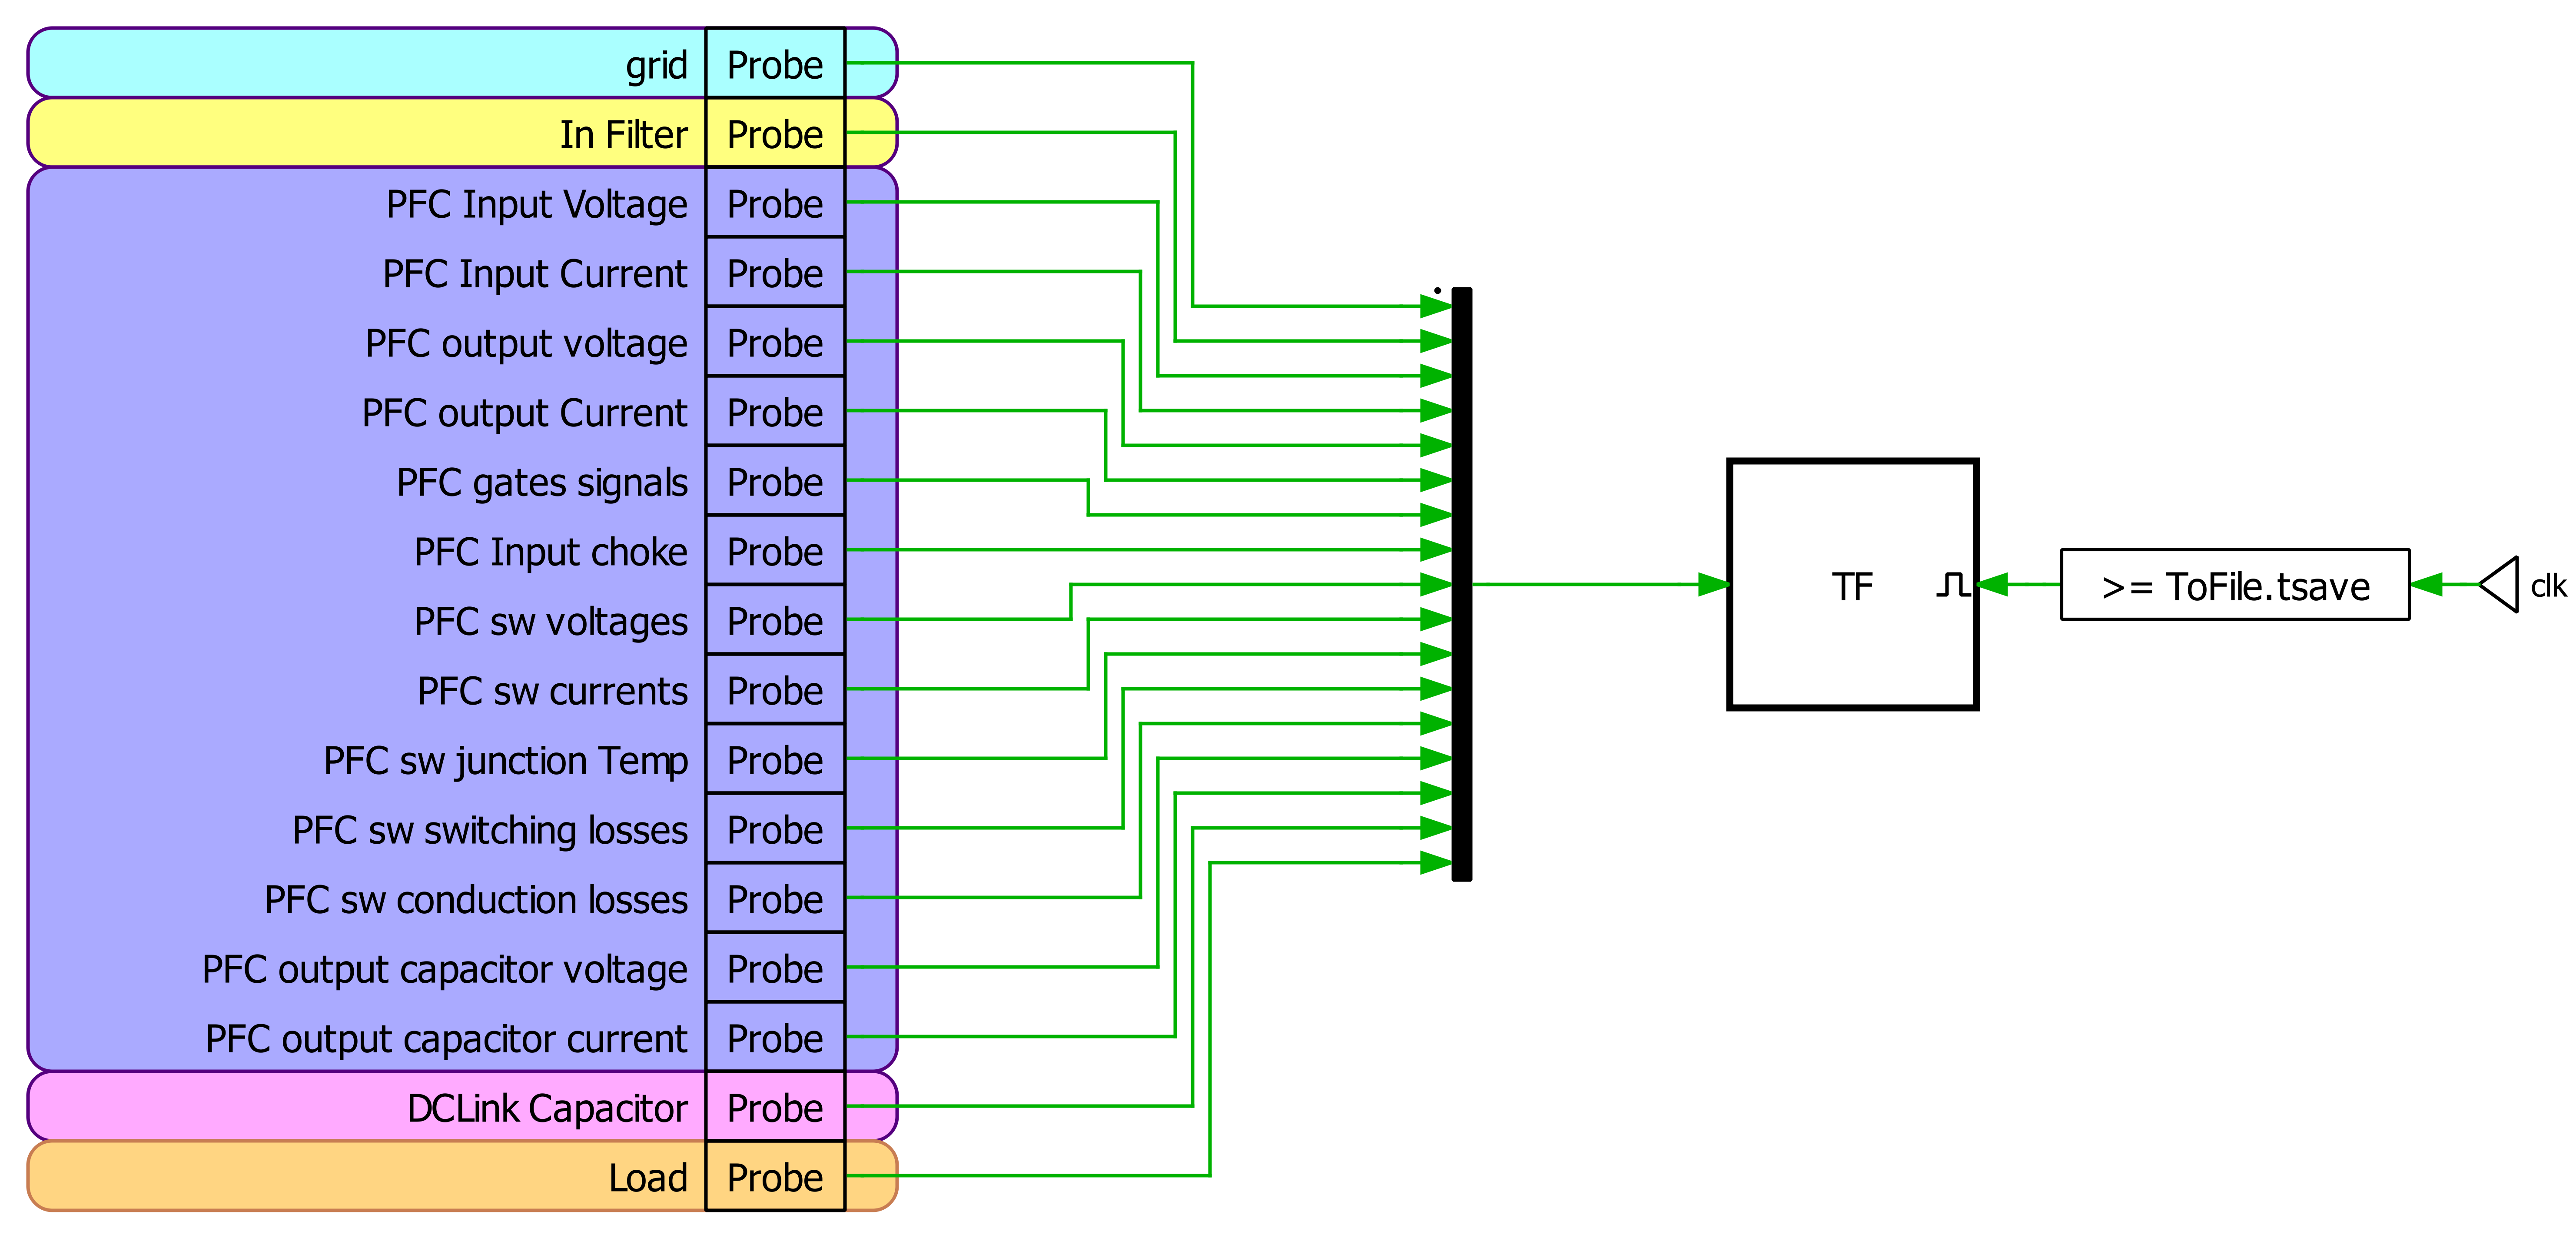 grid Probe
In Filter Probe
PFC Input Voltage Probe
PFC Input Current Probe
PFC output voltage Probe
PFC output Current Probe
PFC gates signals Probe
PFC Input choke Probe
PFC sw voltages Probe
PFC sw currents Probe
PFC sw junction Temp Probe
PFC sw switching losses Probe
PFC sw conduction losses Probe
PFC output capacitor voltage Probe
PFC output capacitor current Probe
DCLink Capacitor Probe
Load Probe
TF
>= ToFile.tsave
clk